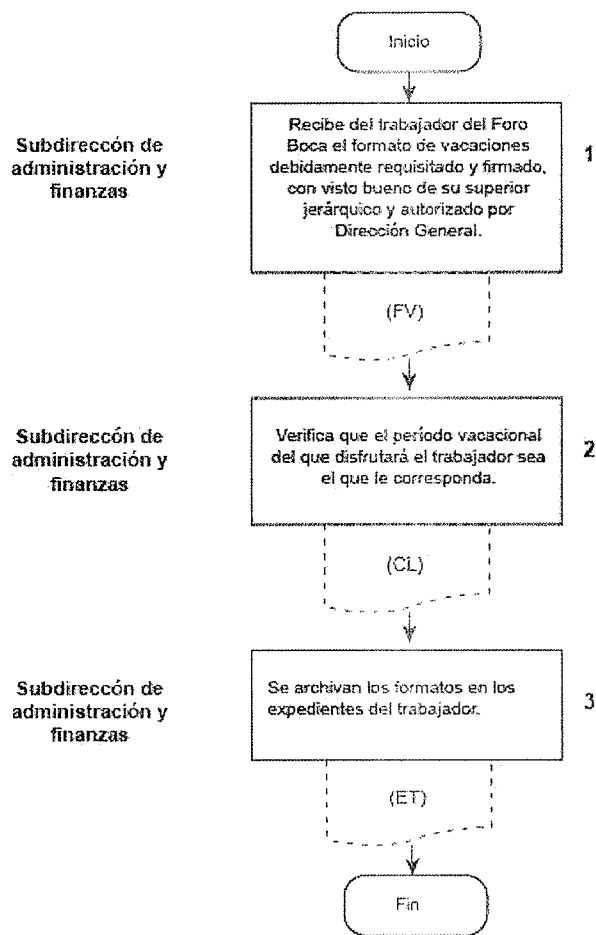 Inicio
Subdireccón de
administración y
finanzas
Recibe del trabajador del Foro
Boca el formato de vacaciones
debidamente requisitado y firmado,
con visto bueno de su superior
jerárquico y autorizado por
Dirección General.
1
(FV)
Subdireccón de
administración y
finanzas
Verifica que el período vacacional
del que disfrutará el trabajador sea
el que le corresponda.
2
(CL)
Subdireccón de
administración y
finanzas
Se archivan los formatos en los
expedientes del trabajador.
3
(ET)
Fin